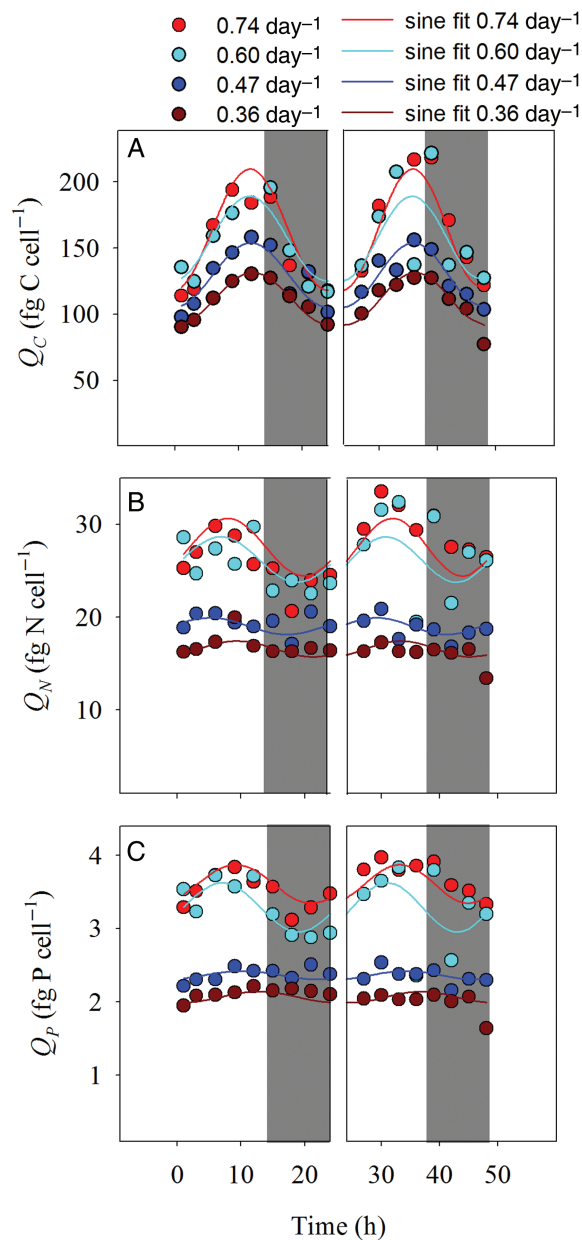 0.74 day⁻¹ sine fit 0.74 day⁻¹
0.60 day⁻¹ sine fit 0.60 day⁻¹
0.47 day⁻¹ sine fit 0.47 day⁻¹
0.36 day⁻¹ sine fit 0.36 day⁻¹
A
200
150
100
50
Q_C (fg C cell⁻¹)
B
30
20
10
Q_N (fg N cell⁻¹)
C
4
3
2
1
Q_P (fg P cell⁻¹)
0 10 20 30 40 50 60
Time (h)